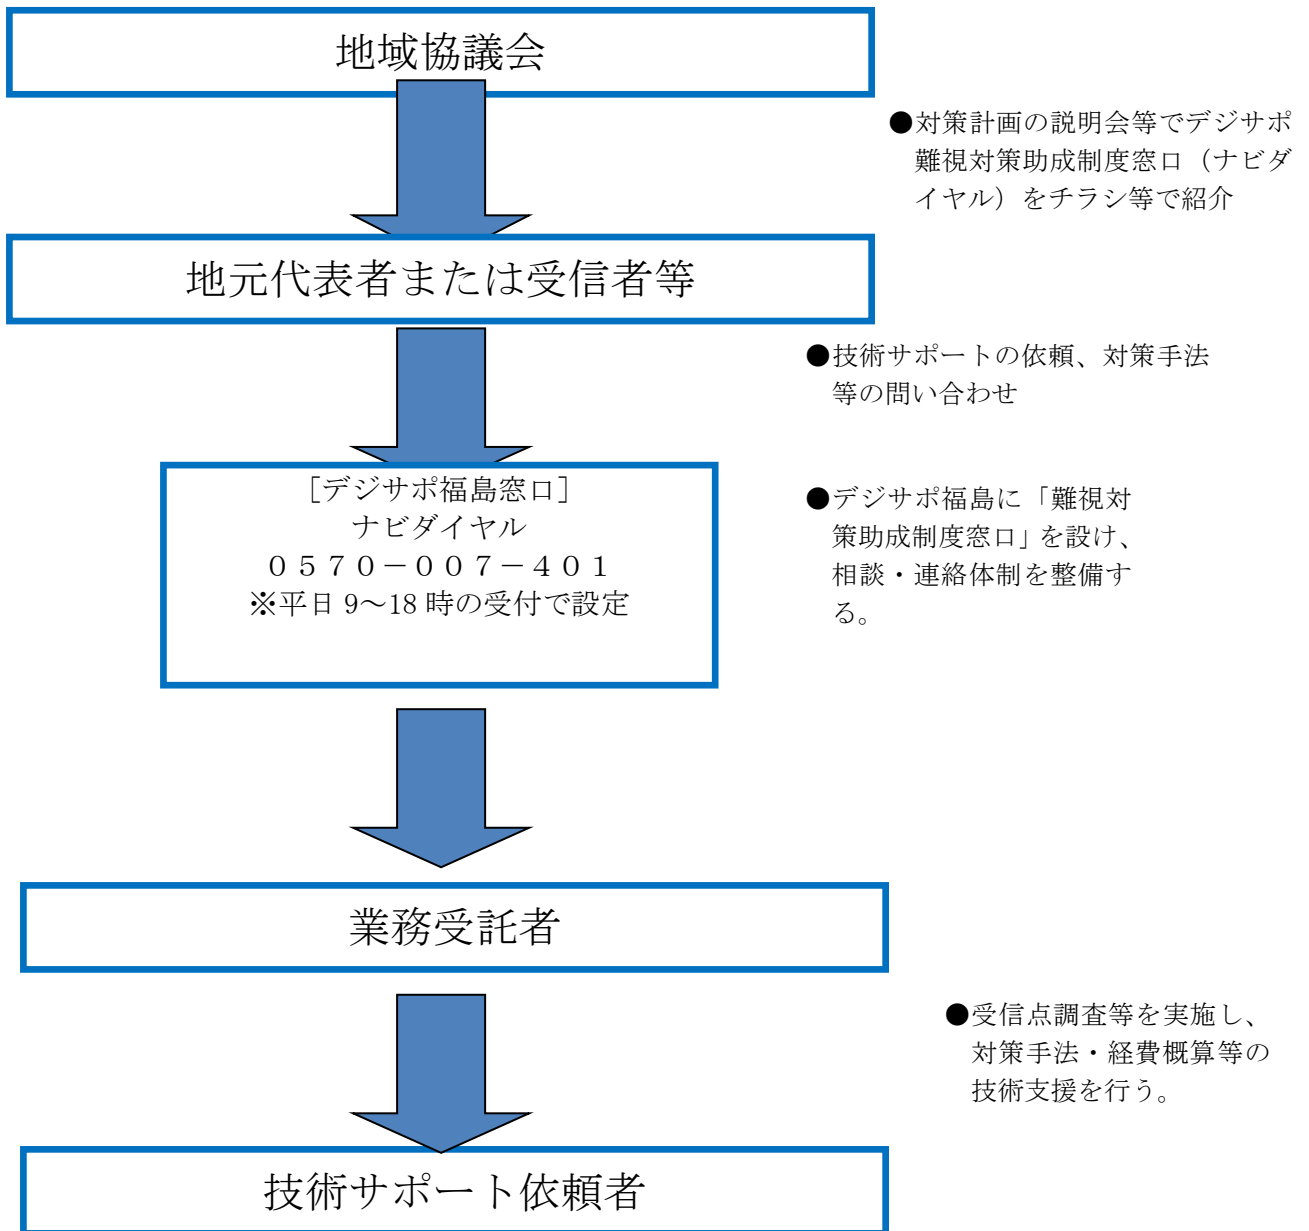 地域協議会
●対策計画の説明会等でデジサポ
難視対策助成制度窓口（ナビダ
イヤル）をチラシ等で紹介
地元代表者または受信者等
●技術サポートの依頼、対策手法
等の問い合わせ
［デジサポ福島窓口］
ナビダイヤル
０５７０－００７－４０１
※平日 9～18 時の受付で設定
●デジサポ福島に「難視対
策助成制度窓口」を設け、
相談・連絡体制を整備す
る。
業務受託者
●受信点調査等を実施し、
対策手法・経費概算等の
技術支援を行う。
技術サポート依頼者